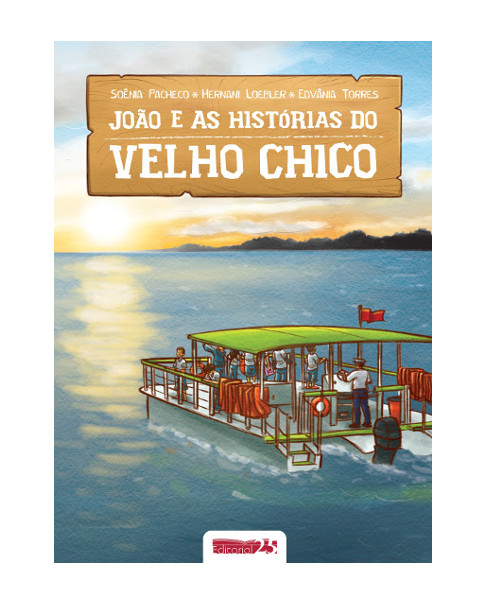 Soênia Pacheco * Hernani Loebler * Edvânia Torres
JOÃO E AS HISTÓRIAS DO
VELHO CHICO
Editorial 25